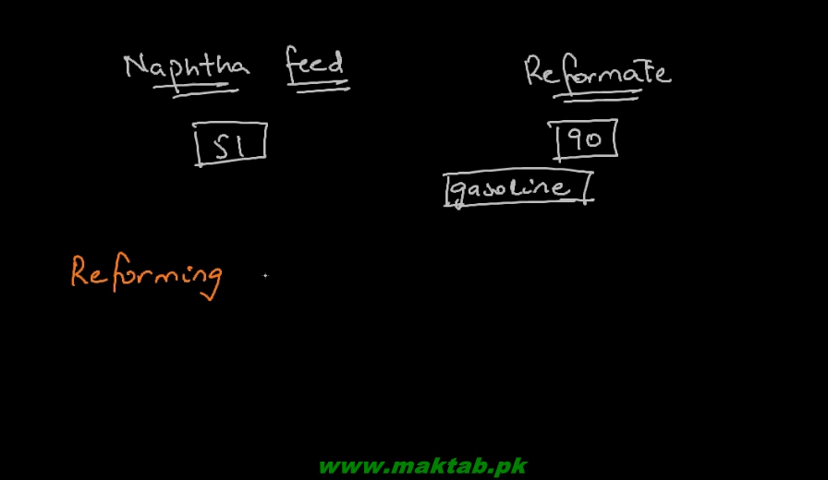 Naphtha feed Reformate
51 90
gasoline
Reforming
www.maktab.pk